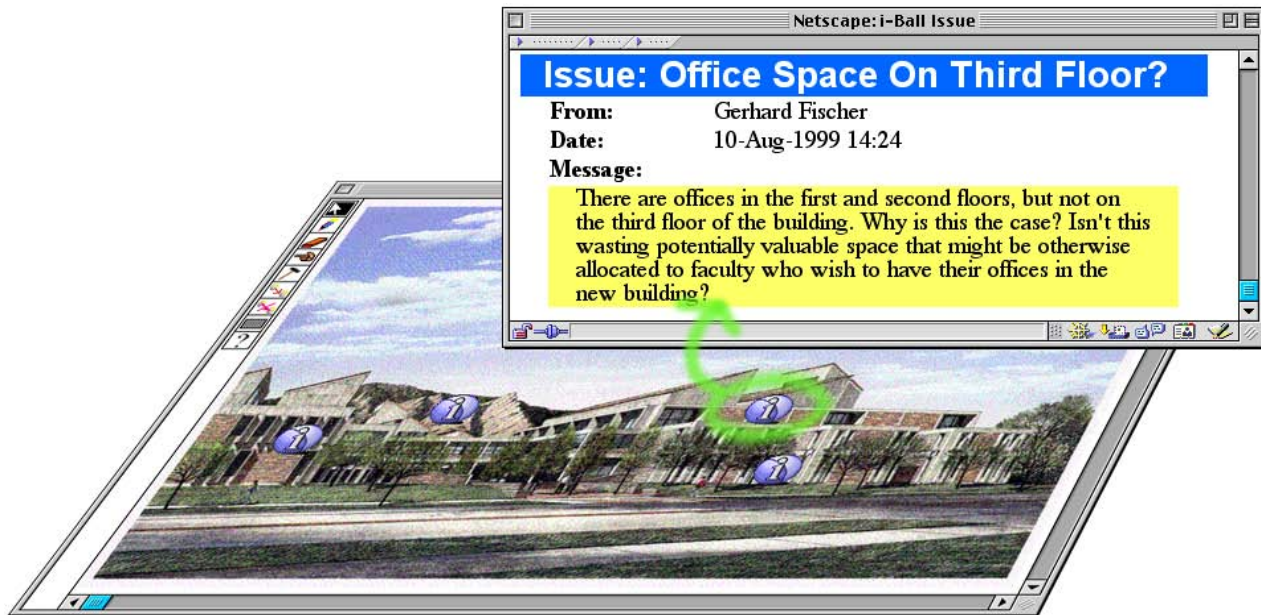 Netscape: i-Ball Issue
Issue: Office Space On Third Floor?
From: Gerhard Fischer
Date: 10-Aug-1999 14:24
Message:
There are offices in the first and second floors, but not on
the third floor of the building. Why is this the case? Isn't this
wasting potentially valuable space that might be otherwise
allocated to faculty who wish to have their offices in the
new building?
?
i
i
i
i